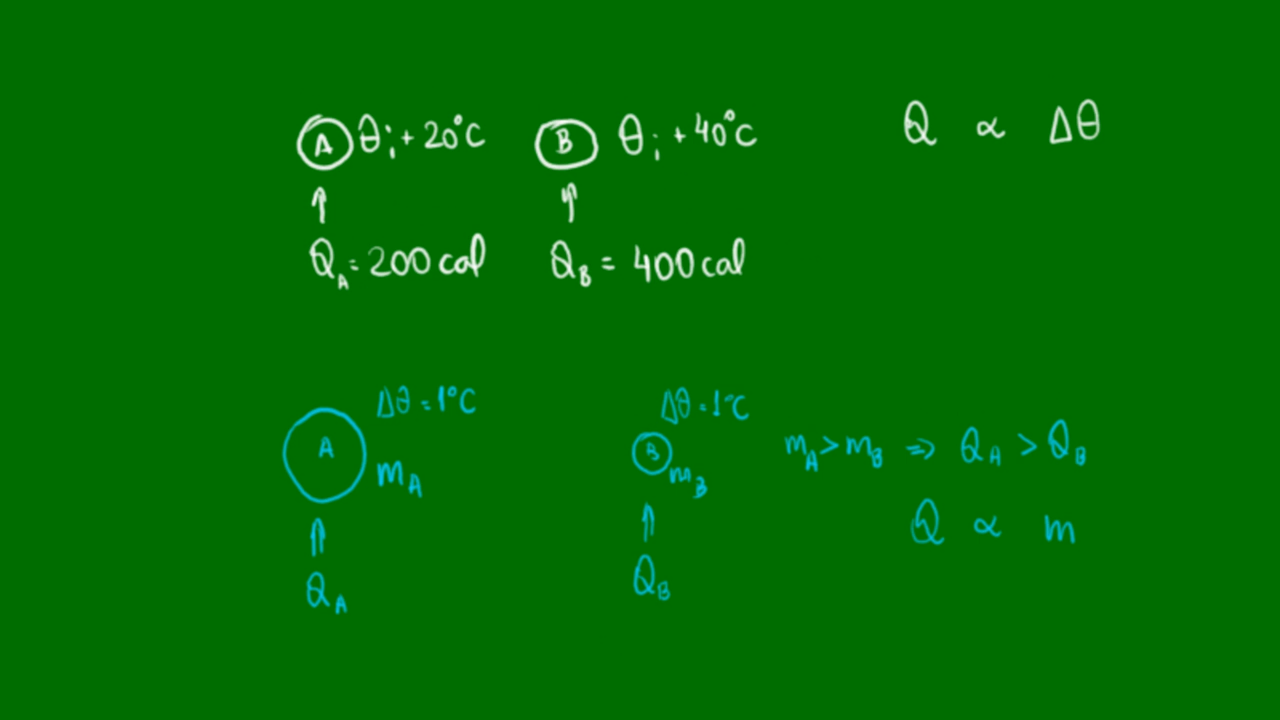 A θi + 20°C B θi + 40°C Q ∝ Δθ
↑ ↑
QA = 200 cal QB = 400 cal
Δθ = 1°C Δθ = 1°C
A mA B mB mA > mB ⇒ QA > QB
↑ ↑ Q ∝ m
QA QB